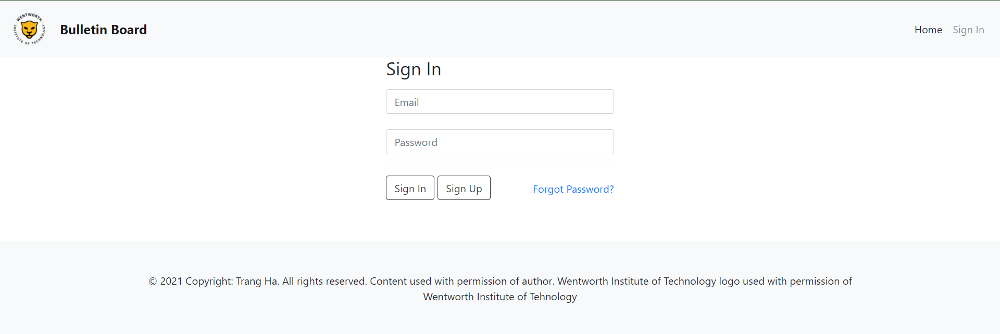 WENTWORTH INSTITUTE OF TECHNOLOGY
Bulletin Board
Home
Sign In
Sign In
Email
Password
Sign In
Sign Up
Forgot Password?
© 2021 Copyright: Trang Ha. All rights reserved. Content used with permission of author. Wentworth Institute of Technology logo used with permission of
Wentworth Institute of Tehnology